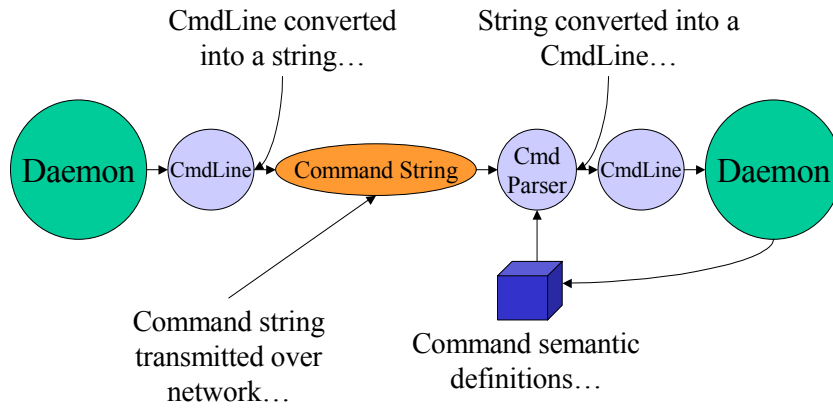 CmdLine converted
into a string…
String converted into a
CmdLine…
Daemon
CmdLine
Command String
Cmd
Parser
CmdLine
Daemon
Command string
transmitted over
network…
Command semantic
definitions…